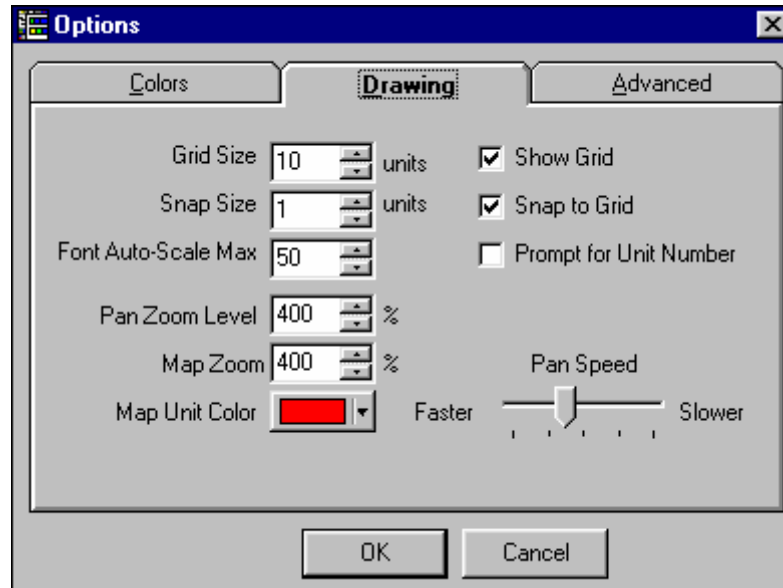 Options
Colors Drawing Advanced
Grid Size 10 units Show Grid
Snap Size 1 units Snap to Grid
Font Auto-Scale Max 50 Prompt for Unit Number
Pan Zoom Level 400 %
Map Zoom 400 % Pan Speed
Map Unit Color Faster Slower
OK Cancel